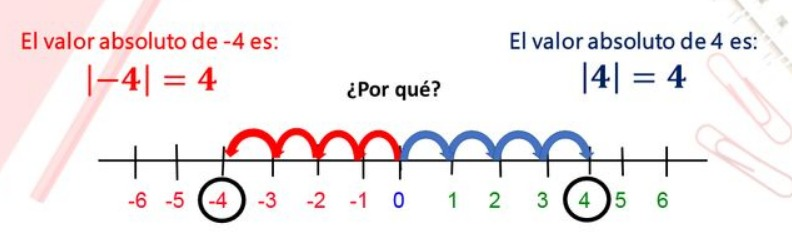 El valor absoluto de -4 es:
|−4| = 4
El valor absoluto de 4 es:
|4| = 4
¿Por qué?
-6 -5 -4 -3 -2 -1 0 1 2 3 4 5 6